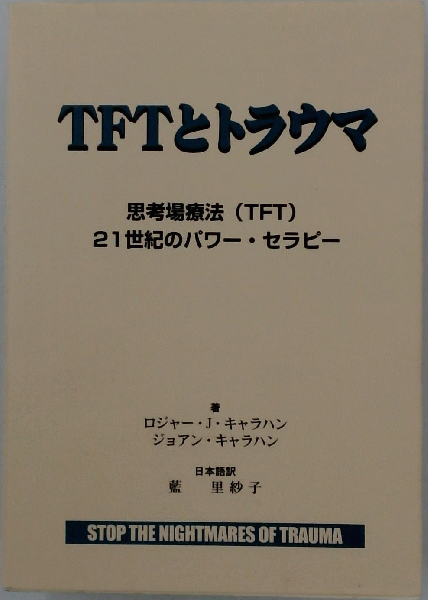 TFTとトラウマ
思考場療法（TFT）
21世紀のパワー・セラピー
著
ロジャー・J・キャラハン
ジョアン・キャラハン
日本語訳
藍　里紗子
STOP THE NIGHTMARES OF TRAUMA